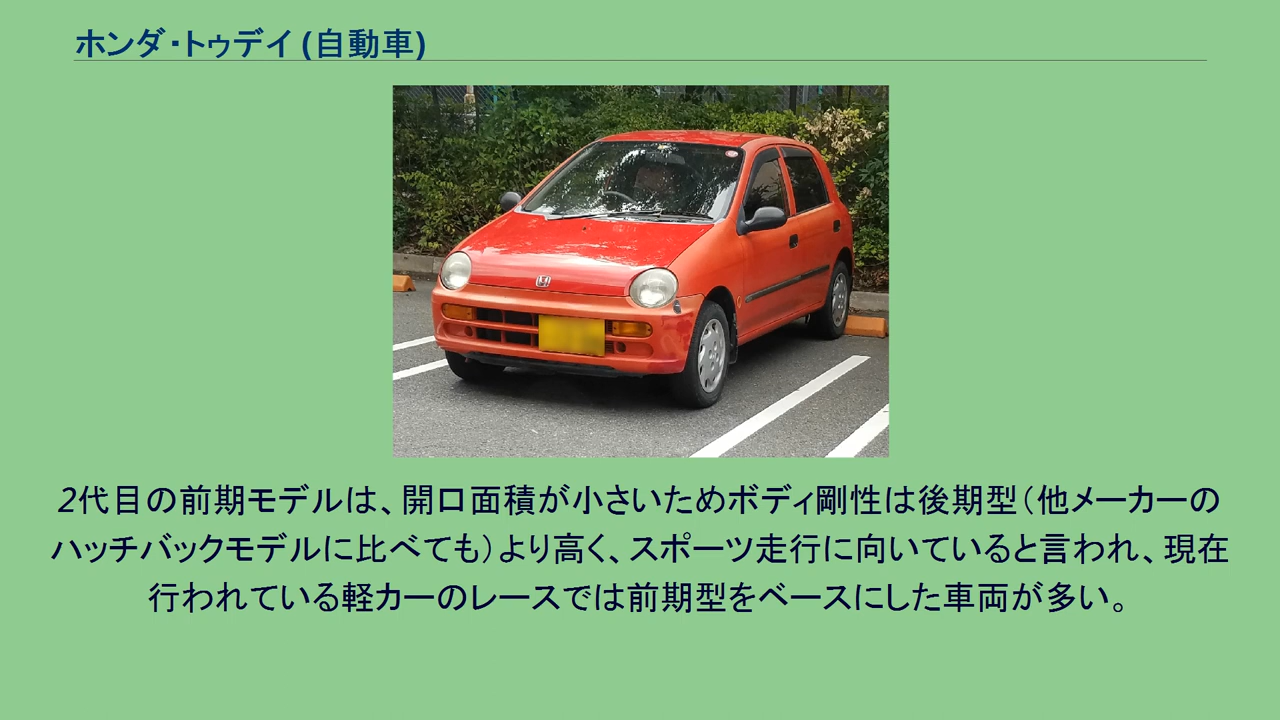 ホンダ・トゥデイ (自動車)
2代目の前期モデルは、開口面積が小さいためボディ剛性は後期型（他メーカーの
ハッチバックモデルに比べても）より高く、スポーツ走行に向いていると言われ、現在
行われている軽カーのレースでは前期型をベースにした車両が多い。